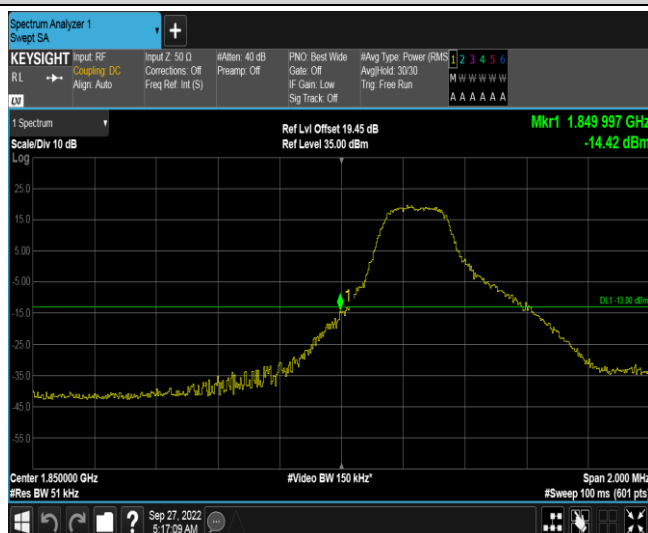 Spectrum Analyzer 1
Swept SA
+
KEYSIGHT
RL
Input: RF
Coupling: DC
Align: Auto
Input Z: 50 Ω
Corrections: Off
Freq Ref: Int (S)
#Atten: 40 dB
Preamp: Off
PNO: Best Wide
Gate: Off
IF Gain: Low
Sig Track: Off
#Avg Type: Power (RMS
Avg|Hold: 30/30
Trig: Free Run
1 2 3 4 5 6
M W W W W W
A A A A A A
LXI
1 Spectrum
Scale/Div 10 dB
Ref Lvl Offset 19.45 dB
Ref Level 35.00 dBm
Mkr1 1.849 997 GHz
-14.42 dBm
Log
25.0
15.0
5.00
-5.00
-15.0
-25.0
-35.0
-45.0
-55.0
1
DL1 -13.00 dBm
Center 1.850000 GHz
#Res BW 51 kHz
#Video BW 150 kHz*
Span 2.000 MHz
#Sweep 100 ms (601 pts)
?
Sep 27, 2022
5:17:09 AM